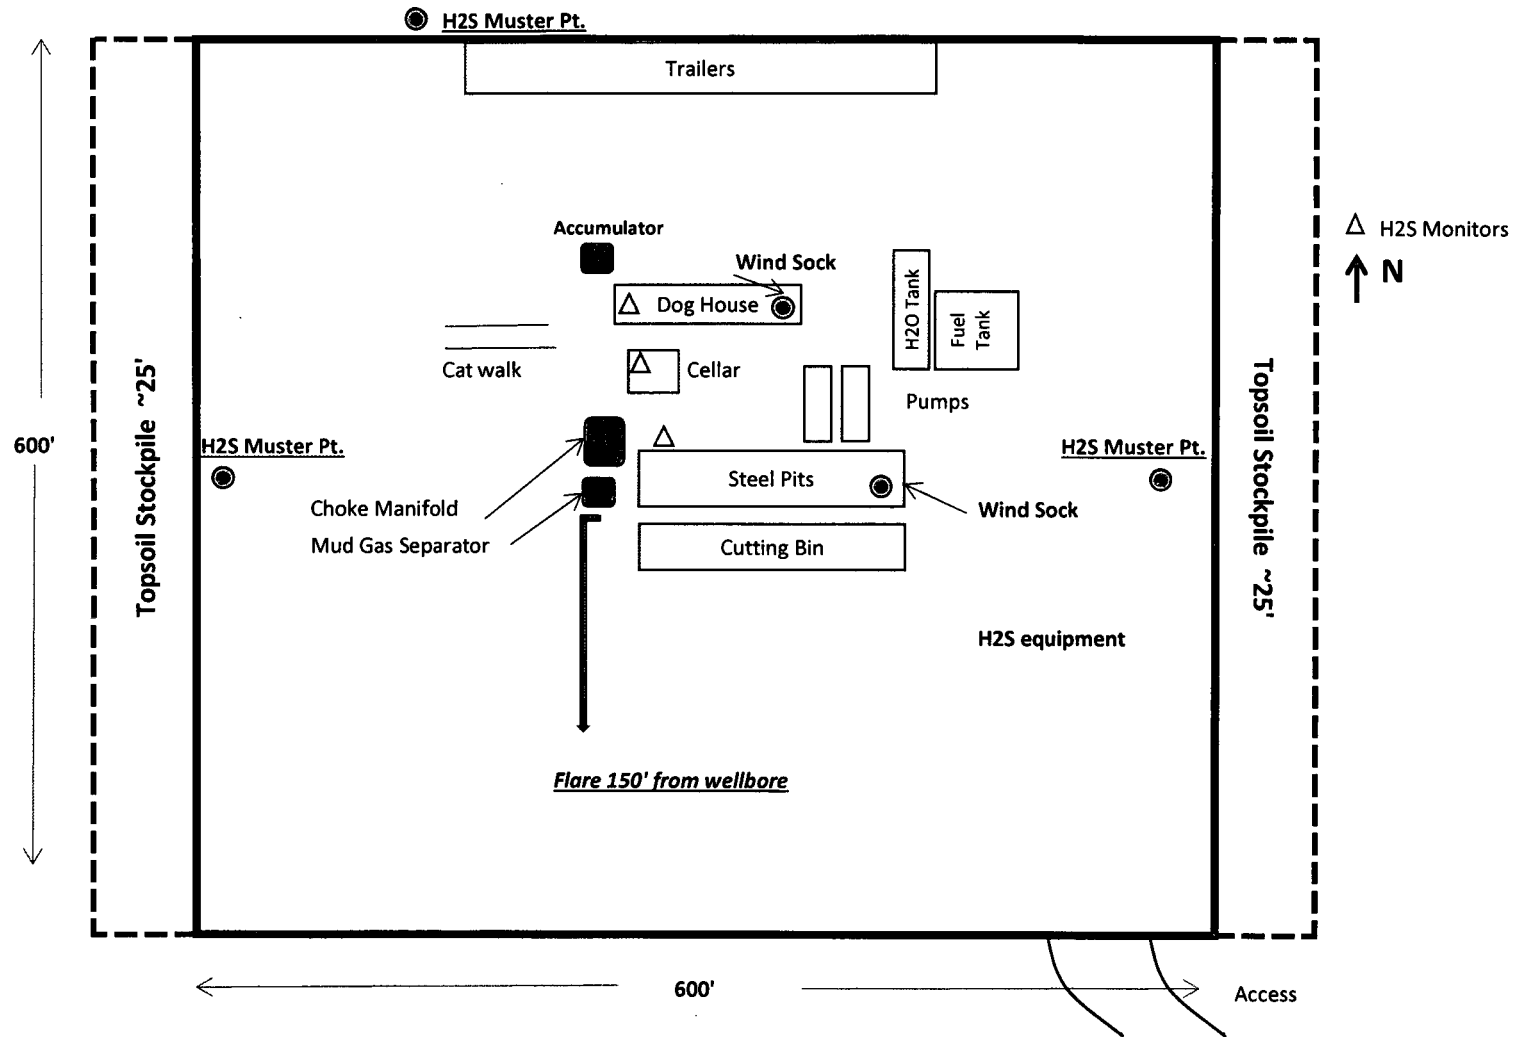 H2S Muster Pt.
Trailers
Accumulator
Wind Sock
H2S Monitors
N
Dog House
H2O Tank
Fuel
Tank
Cat walk
Cellar
Pumps
600'
Topsoil Stockpile ~25'
H2S Muster Pt.
H2S Muster Pt.
Topsoil Stockpile ~25'
Steel Pits
Choke Manifold
Wind Sock
Mud Gas Separator
Cutting Bin
H2S equipment
Flare 150' from wellbore
600'
Access